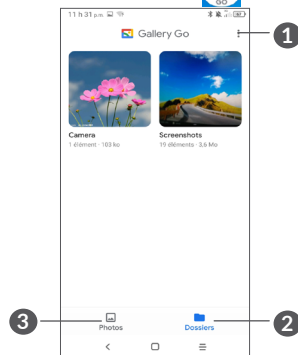 GO
11 h 31 p.m.
Gallery Go
1
Camera
Screenshots
1 élément · 103 ko
19 éléments · 3,6 Mo
3
Photos
Dossiers
2